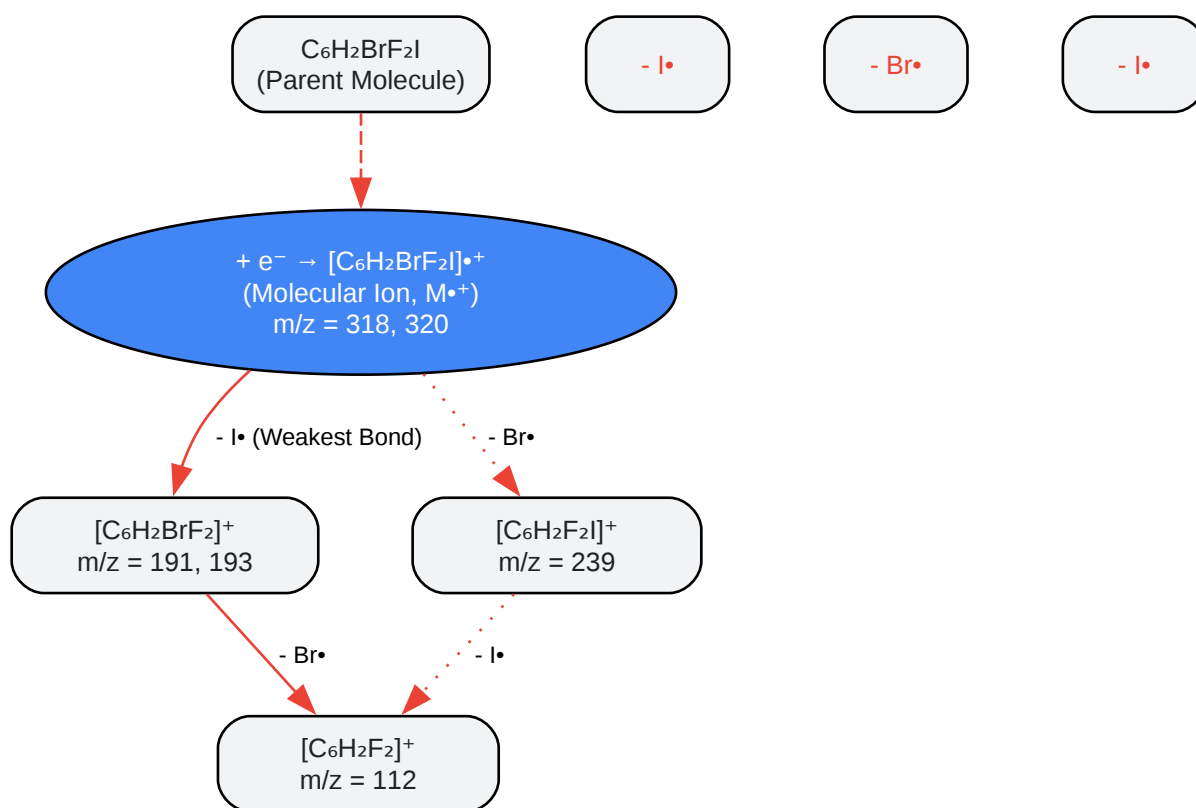 C₆H₂BrF₂I
(Parent Molecule)
- I•
- Br•
- I•
+ e⁻ → [C₆H₂BrF₂I]•⁺
(Molecular Ion, M•⁺)
m/z = 318, 320
- I• (Weakest Bond)
- Br•
[C₆H₂BrF₂]⁺
m/z = 191, 193
[C₆H₂F₂I]⁺
m/z = 239
- Br•
- I•
[C₆H₂F₂]⁺
m/z = 112